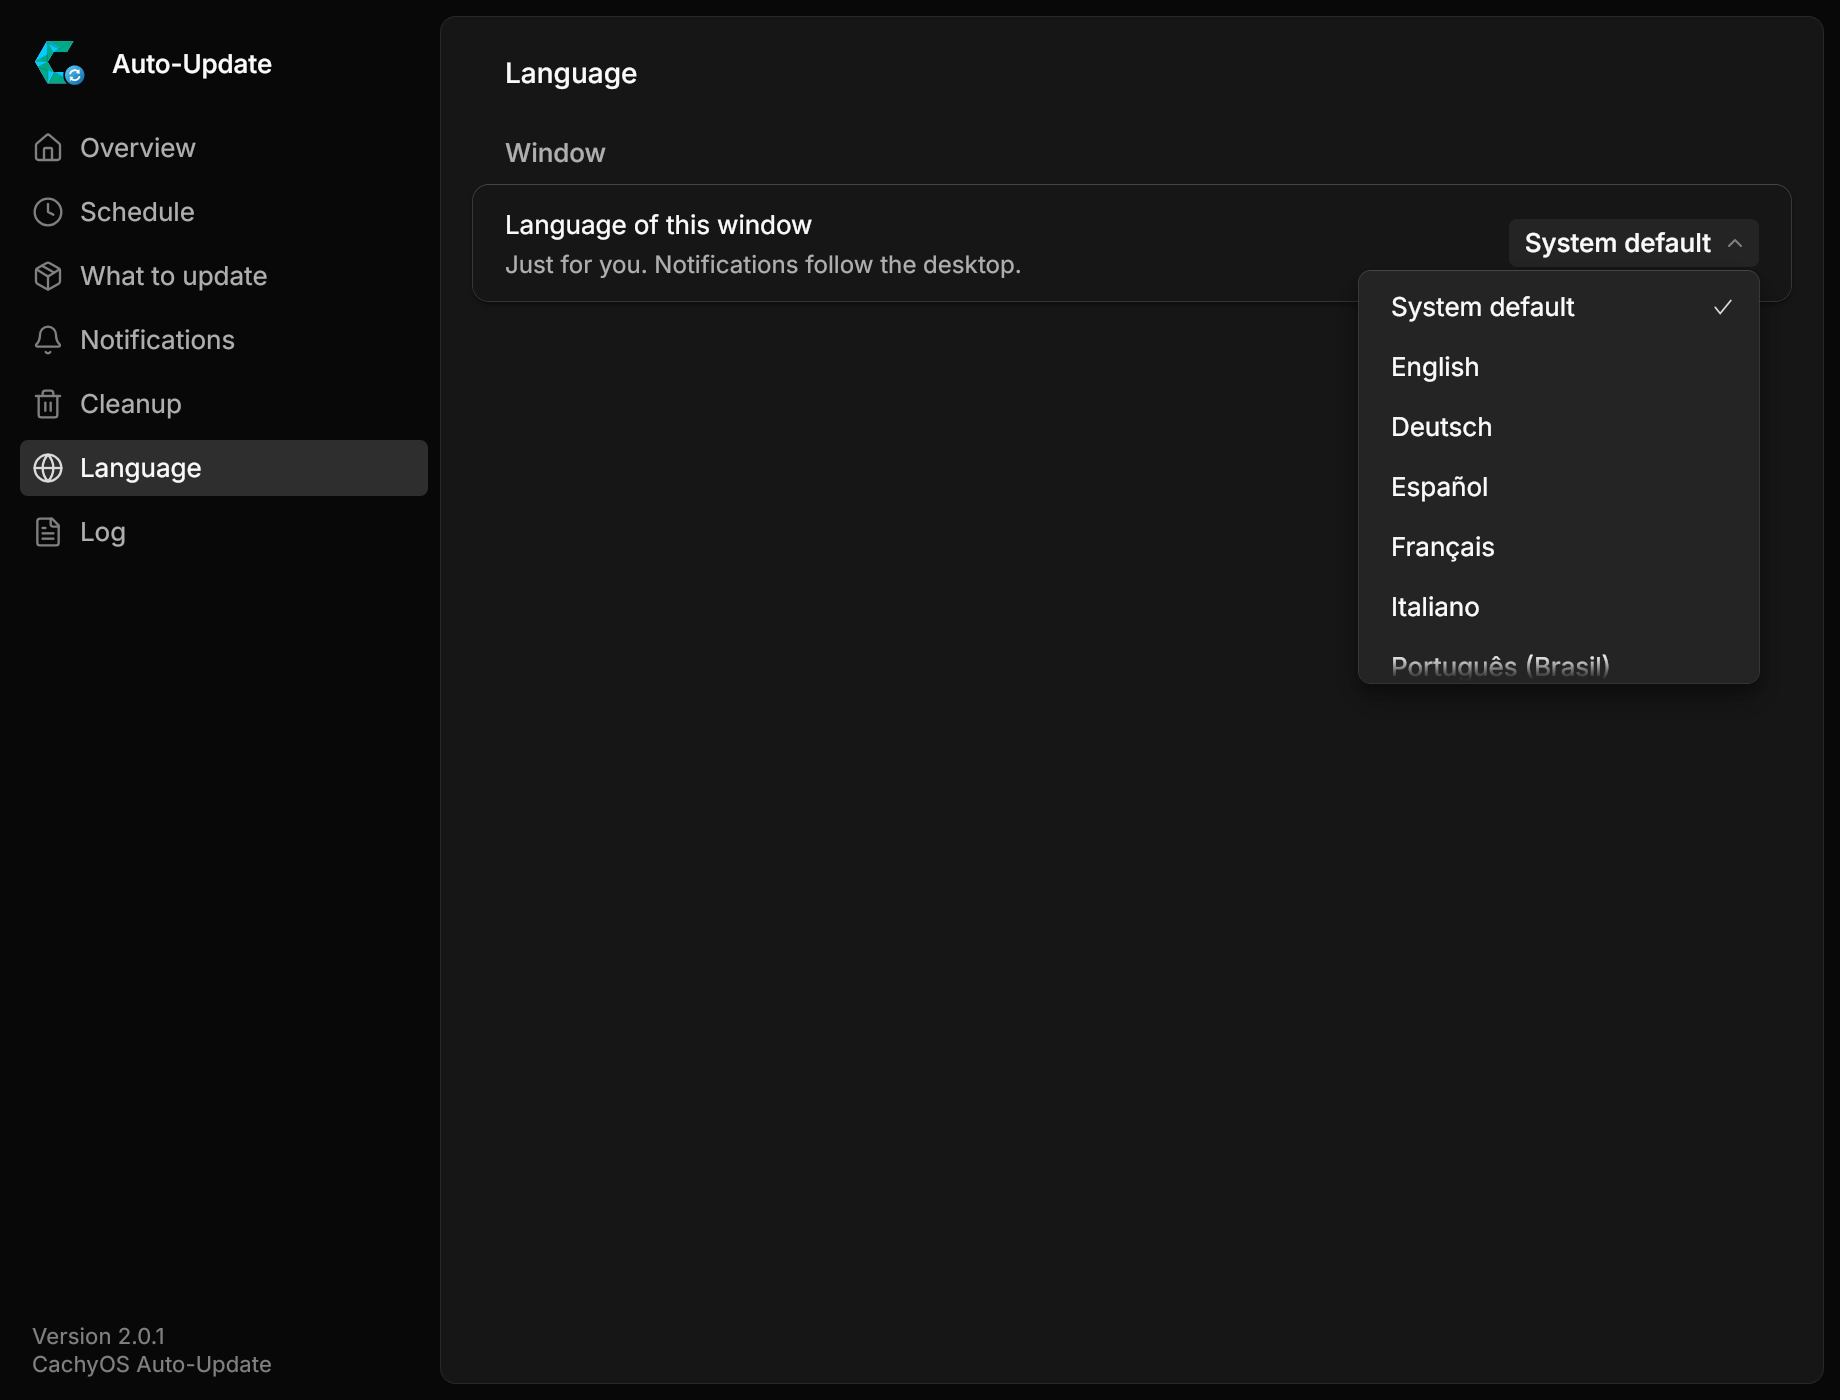 Auto-Update
Overview
Schedule
What to update
Notifications
Cleanup
Language
Log
Version 2.0.1
CachyOS Auto-Update
Language
Window
Language of this window
Just for you. Notifications follow the desktop.
System default
System default
English
Deutsch
Español
Français
Italiano
Português (Brasil)